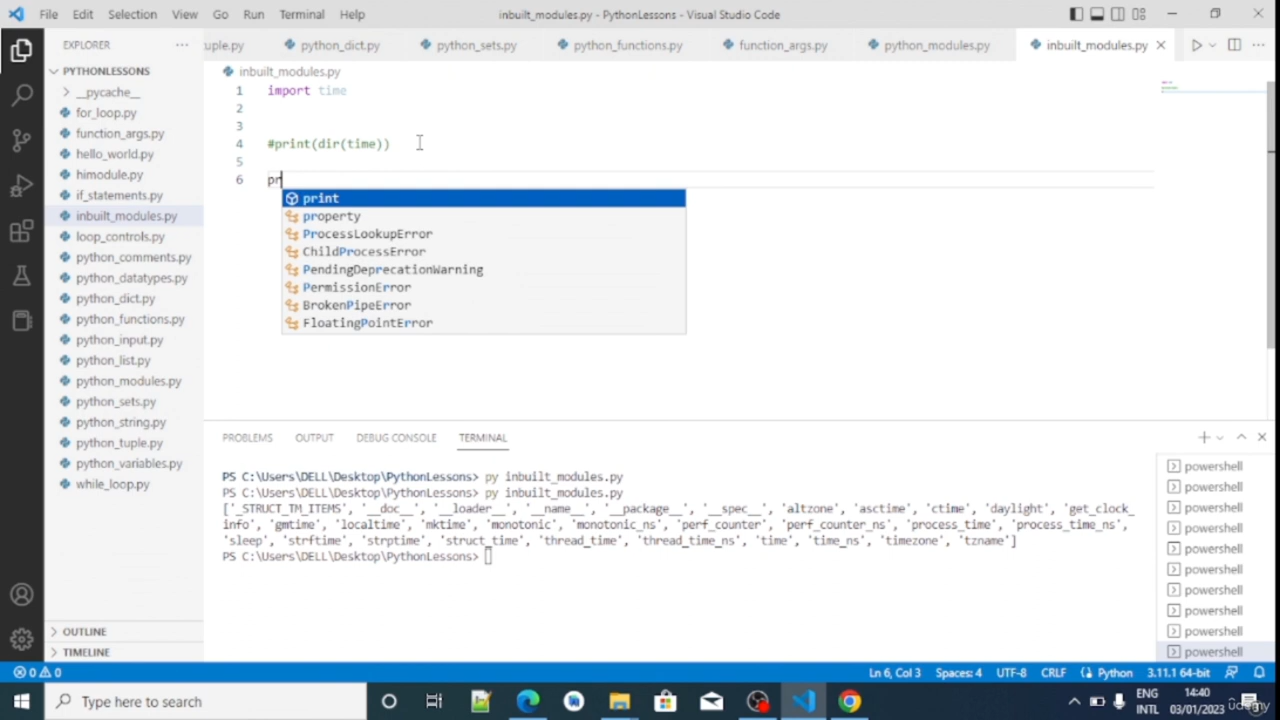 File Edit Selection View Go Run Terminal Help
inbuilt_modules.py - PythonLessons - Visual Studio Code
EXPLORER
PYTHONLESSONS
__pycache__
for_loop.py
function_args.py
hello_world.py
himodule.py
if_statements.py
inbuilt_modules.py
loop_controls.py
python_comments.py
python_datatypes.py
python_dict.py
python_functions.py
python_input.py
python_list.py
python_modules.py
python_sets.py
python_string.py
python_tuple.py
python_variables.py
while_loop.py
OUTLINE
TIMELINE
tuple.py python_dict.py python_sets.py python_functions.py function_args.py python_modules.py inbuilt_modules.py
inbuilt_modules.py
1 import time
2
3
4 #print(dir(time))
5
6 pr
print
property
ProcessLookupError
ChildProcessError
PendingDeprecationWarning
PermissionError
BrokenPipeError
FloatingPointError
PROBLEMS OUTPUT DEBUG CONSOLE TERMINAL
PS C:\Users\DELL\Desktop\PythonLessons> py inbuilt_modules.py
PS C:\Users\DELL\Desktop\PythonLessons> py inbuilt_modules.py
['_STRUCT_TM_ITEMS', '__doc__', '__loader__', '__name__', '__package__', '__spec__', 'altzone', 'asctime', 'ctime', 'daylight', 'get_clock_
info', 'gmtime', 'localtime', 'mktime', 'monotonic', 'monotonic_ns', 'perf_counter', 'perf_counter_ns', 'process_time', 'process_time_ns',
'sleep', 'strftime', 'strptime', 'struct_time', 'thread_time', 'thread_time_ns', 'time', 'time_ns', 'timezone', 'tzname']
PS C:\Users\DELL\Desktop\PythonLessons>
powershell
powershell
powershell
powershell
powershell
powershell
powershell
powershell
powershell
powershell
0 0
Ln 6, Col 3 Spaces: 4 UTF-8 CRLF Python 3.11.1 64-bit
Type here to search
ENG
INTL
14:40
03/01/2023
udemy